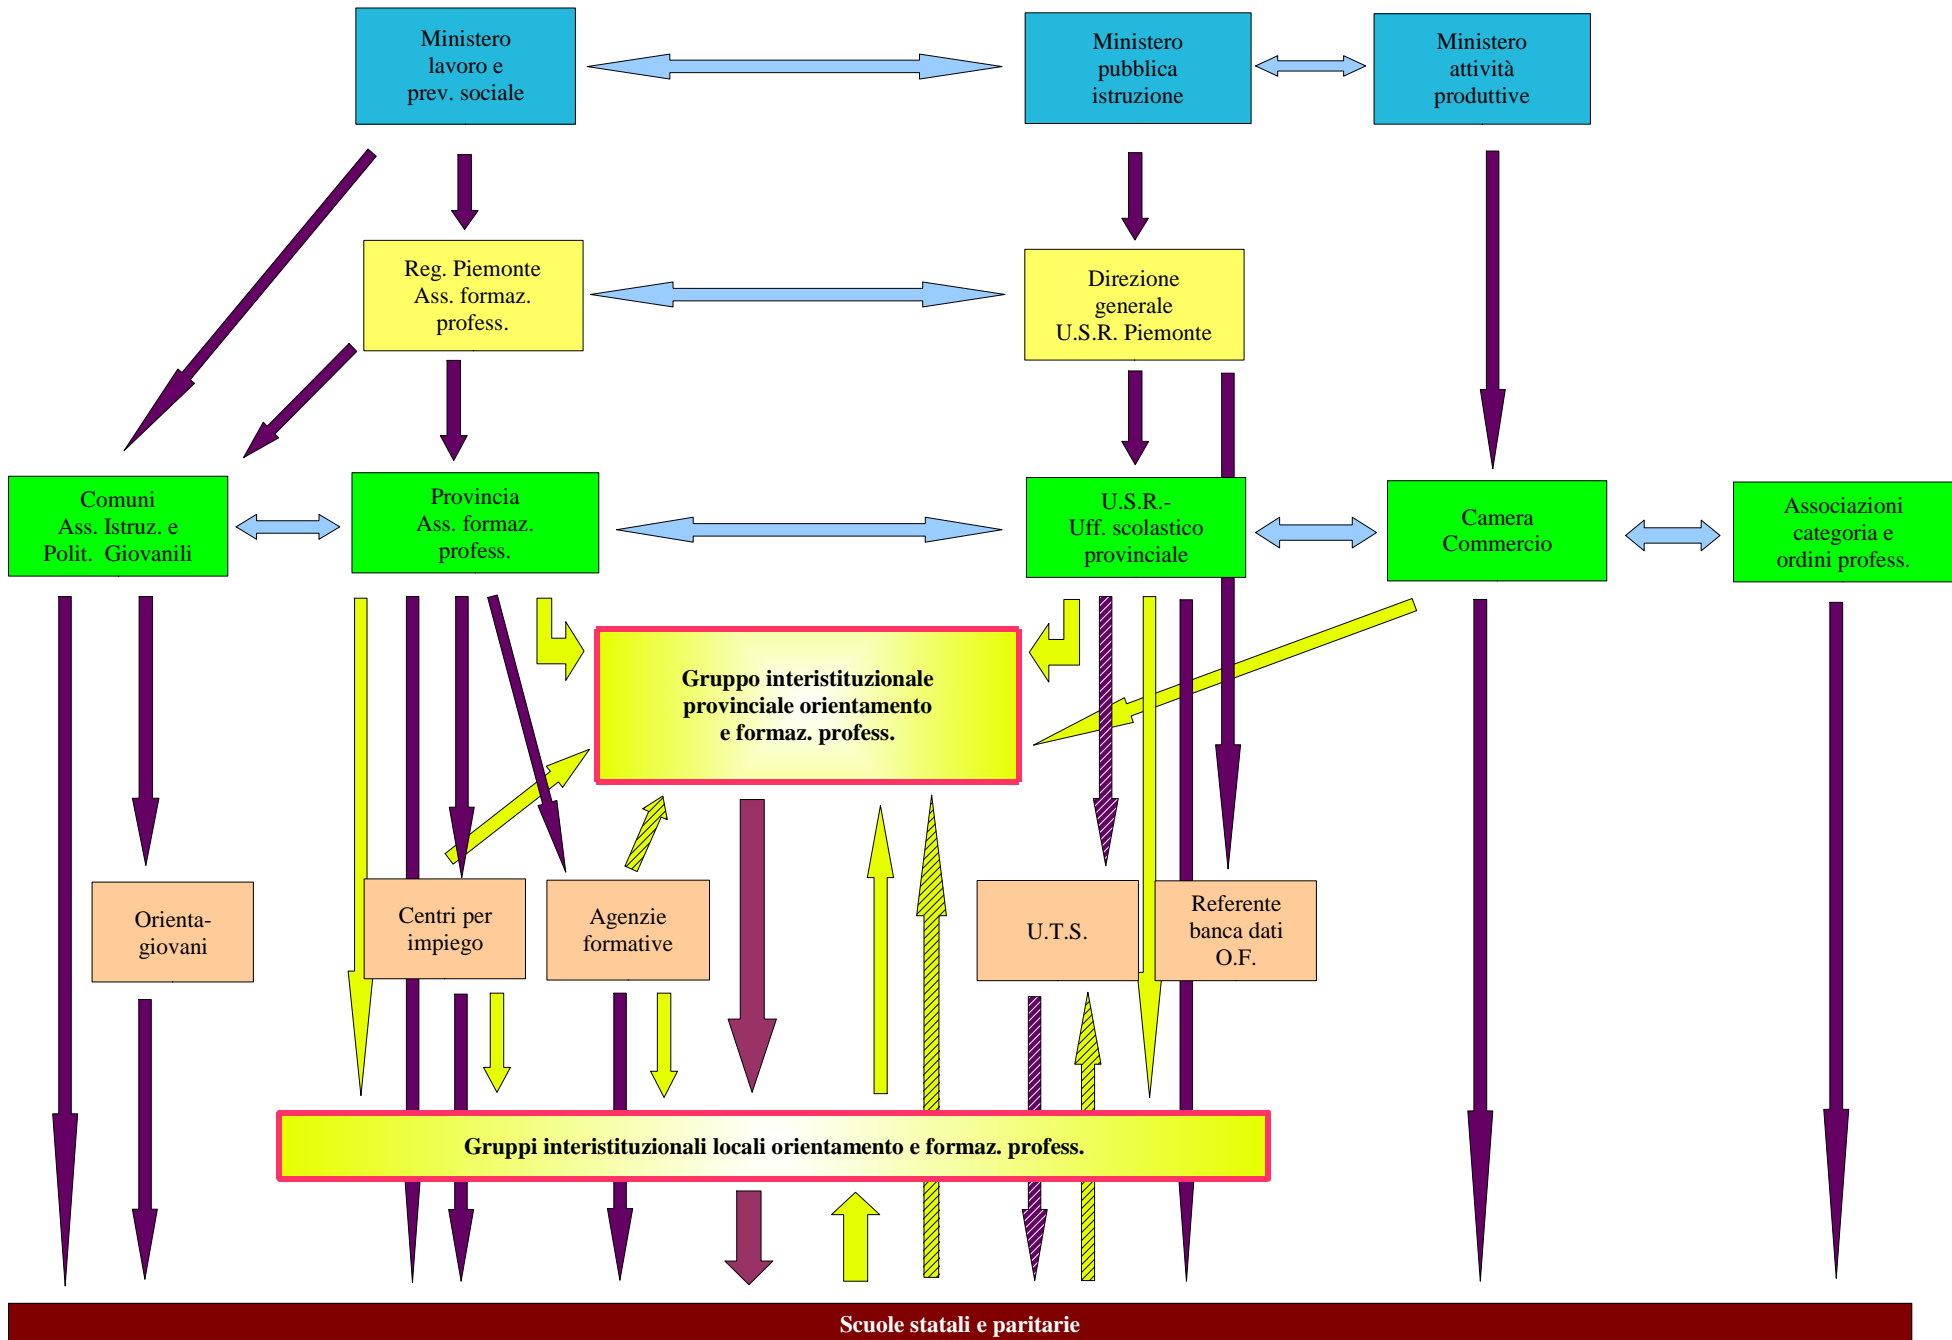 Ministero
lavoro e
prev. sociale
Ministero
pubblica
istruzione
Ministero
attività
produttive
Reg. Piemonte
Ass. formaz.
profess.
Direzione
generale
U.S.R. Piemonte
Comuni
Ass. Istruz. e
Polit. Giovanili
Provincia
Ass. formaz.
profess.
U.S.R.-
Uff. scolastico
provinciale
Camera
Commercio
Associazioni
categoria e
ordini profess.
Gruppo interistituzionale
provinciale orientamento
e formaz. profess.
Orienta-
giovani
Centri per
impiego
Agenzie
formative
U.T.S.
Referente
banca dati
O.F.
Gruppi interistituzionali locali orientamento e formaz. profess.
Scuole statali e paritarie